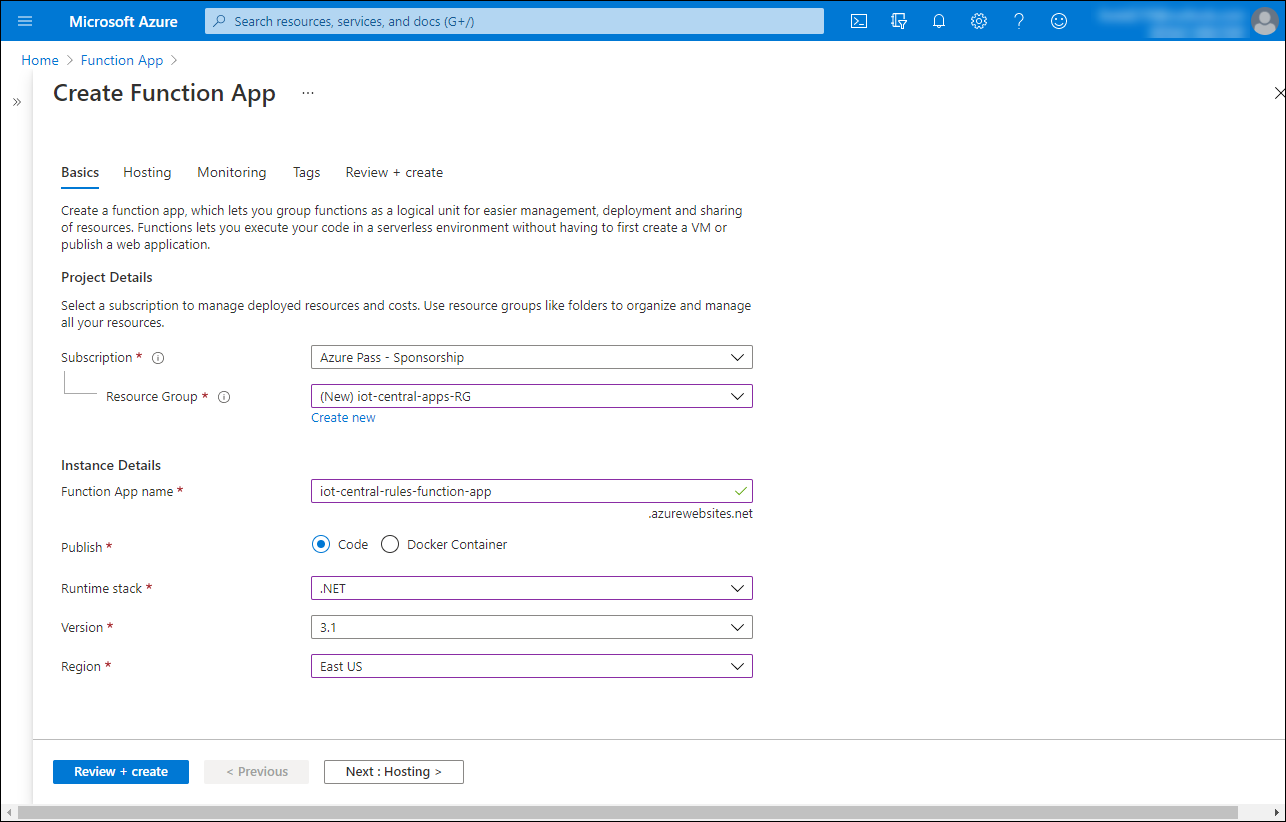 Microsoft Azure
Search resources, services, and docs (G+/)
Home > Function App >
Create Function App ...
Basics Hosting Monitoring Tags Review + create
Create a function app, which lets you group functions as a logical unit for easier management, deployment and sharing
of resources. Functions lets you execute your code in a serverless environment without having to first create a VM or
publish a web application.
Project Details
Select a subscription to manage deployed resources and costs. Use resource groups like folders to organize and manage
all your resources.
Subscription * Azure Pass - Sponsorship
Resource Group * (New) iot-central-apps-RG
Create new
Instance Details
Function App name * iot-central-rules-function-app
.azurewebsites.net
Publish * Code Docker Container
Runtime stack * .NET
Version * 3.1
Region * East US
Review + create < Previous Next : Hosting >